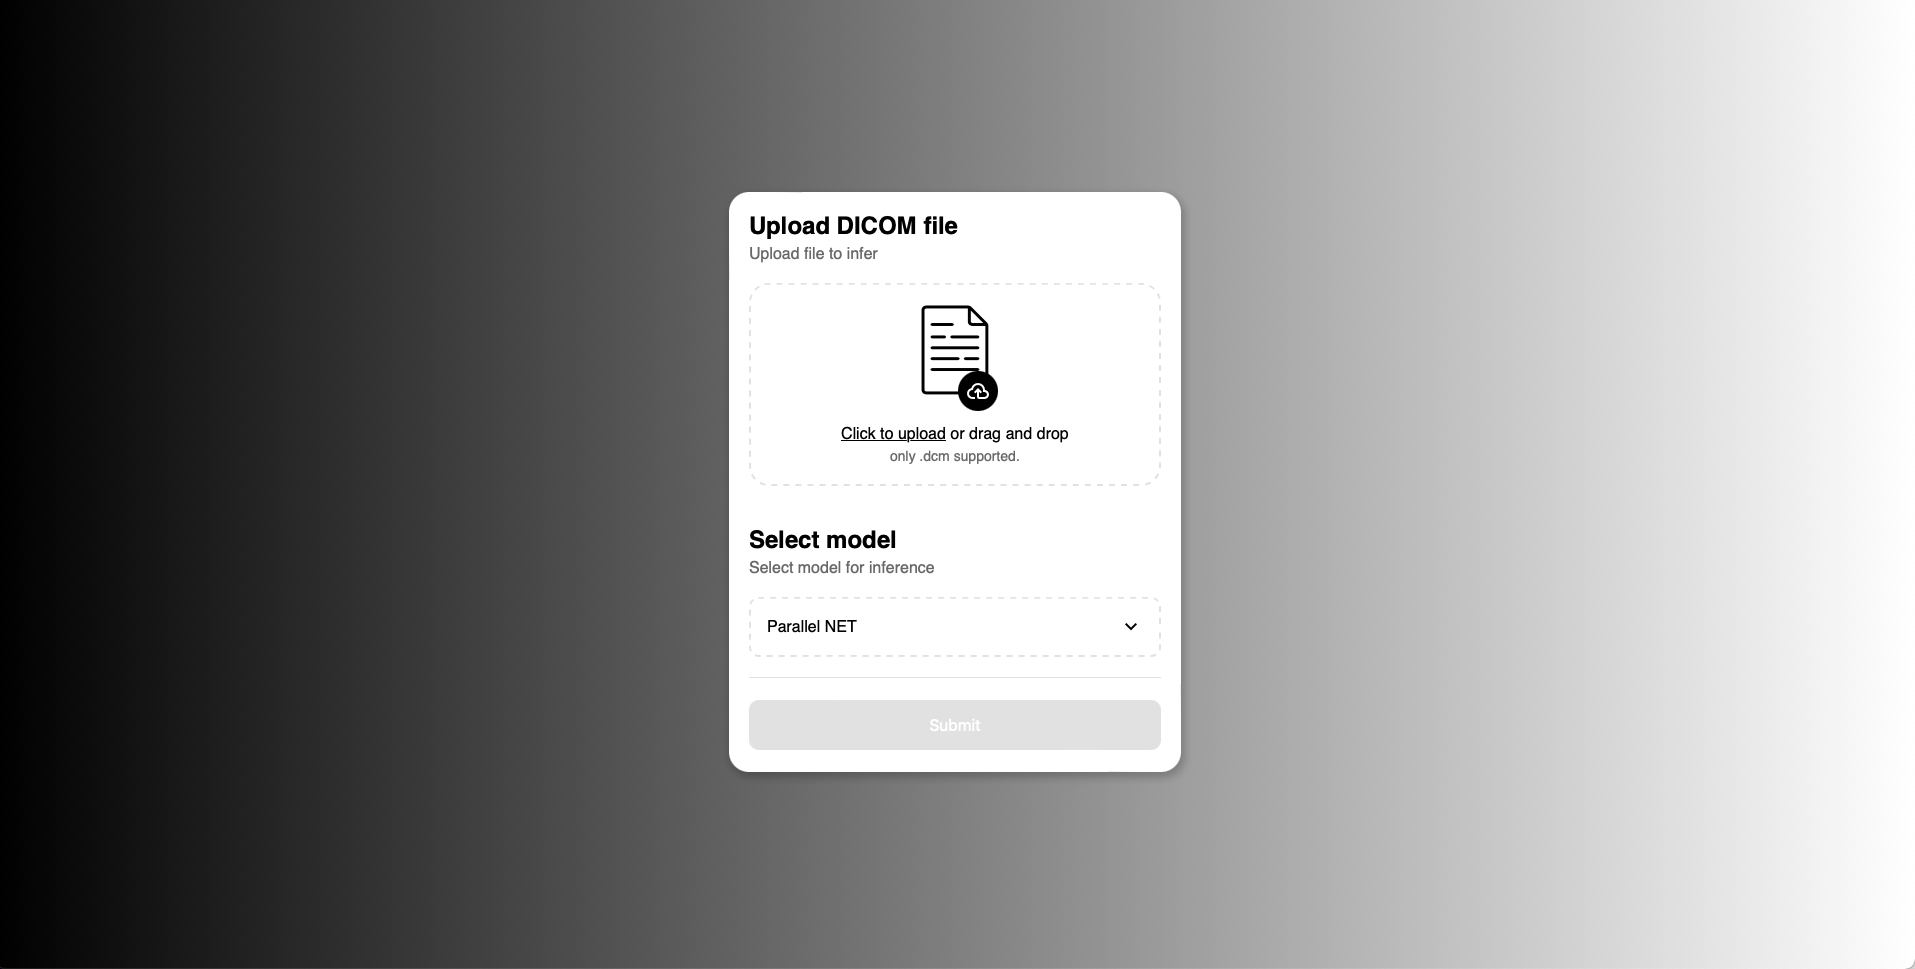 Upload DICOM file
Upload file to infer
Click to upload or drag and drop
only .dcm supported.
Select model
Select model for inference
Parallel NET
Submit